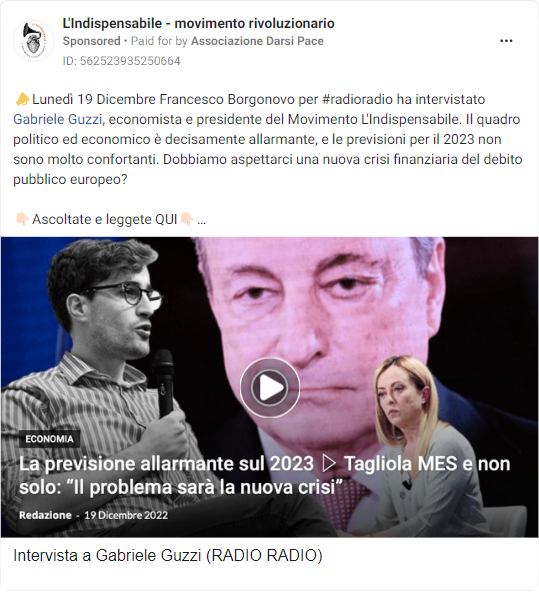 L'Indispensabile - movimento rivoluzionario
Sponsored • Paid for by Associazione Darsi Pace
ID: 562523935250664
📣Lunedì 19 Dicembre Francesco Borgonovo per #radioradio ha intervistato
Gabriele Guzzi, economista e presidente del Movimento L'Indispensabile. Il quadro
politico ed economico è decisamente allarmante, e le previsioni per il 2023 non
sono molto confortanti. Dobbiamo aspettarci una nuova crisi finanziaria del debito
pubblico europeo?
👇🏻Ascoltate e leggete QUI👇🏻 ...
ECONOMIA
La previsione allarmante sul 2023 ▷ Tagliola MES e non
solo: “Il problema sarà la nuova crisi”
Redazione - 19 Dicembre 2022
Intervista a Gabriele Guzzi (RADIO RADIO)